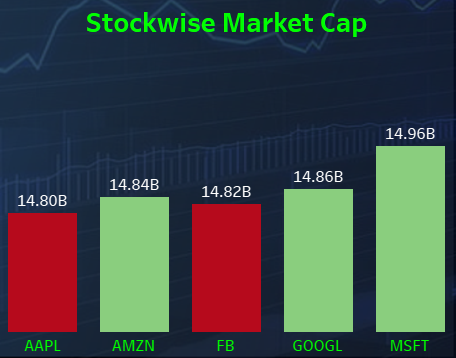 Stockwise Market Cap
14.80B
14.84B
14.82B
14.86B
14.96B
AAPL
AMZN
FB
GOOGL
MSFT